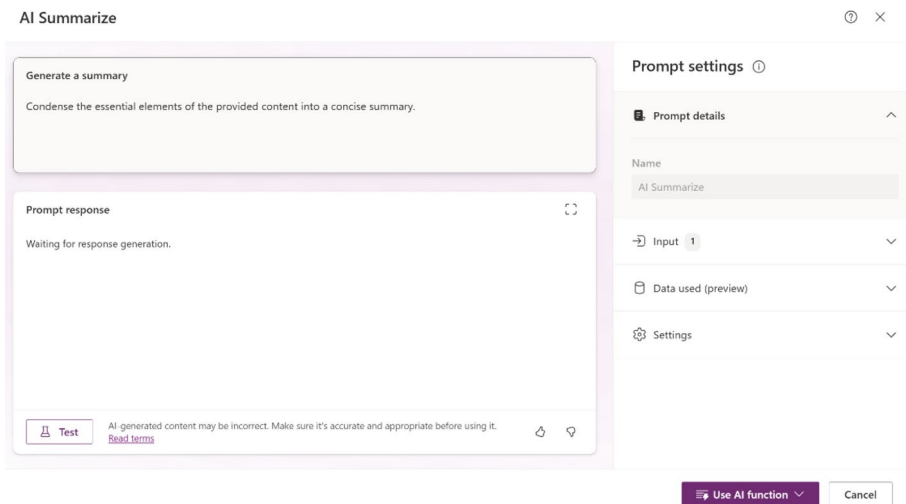 AI Summarize
Generate a summary
Condense the essential elements of the provided content into a concise summary.
Prompt response
Waiting for response generation.
Test
AI-generated content may be incorrect. Make sure it's accurate and appropriate before using it.
Read terms
Prompt settings
Prompt details
Name
AI Summarize
Input 1
Data used (preview)
Settings
Use AI function
Cancel